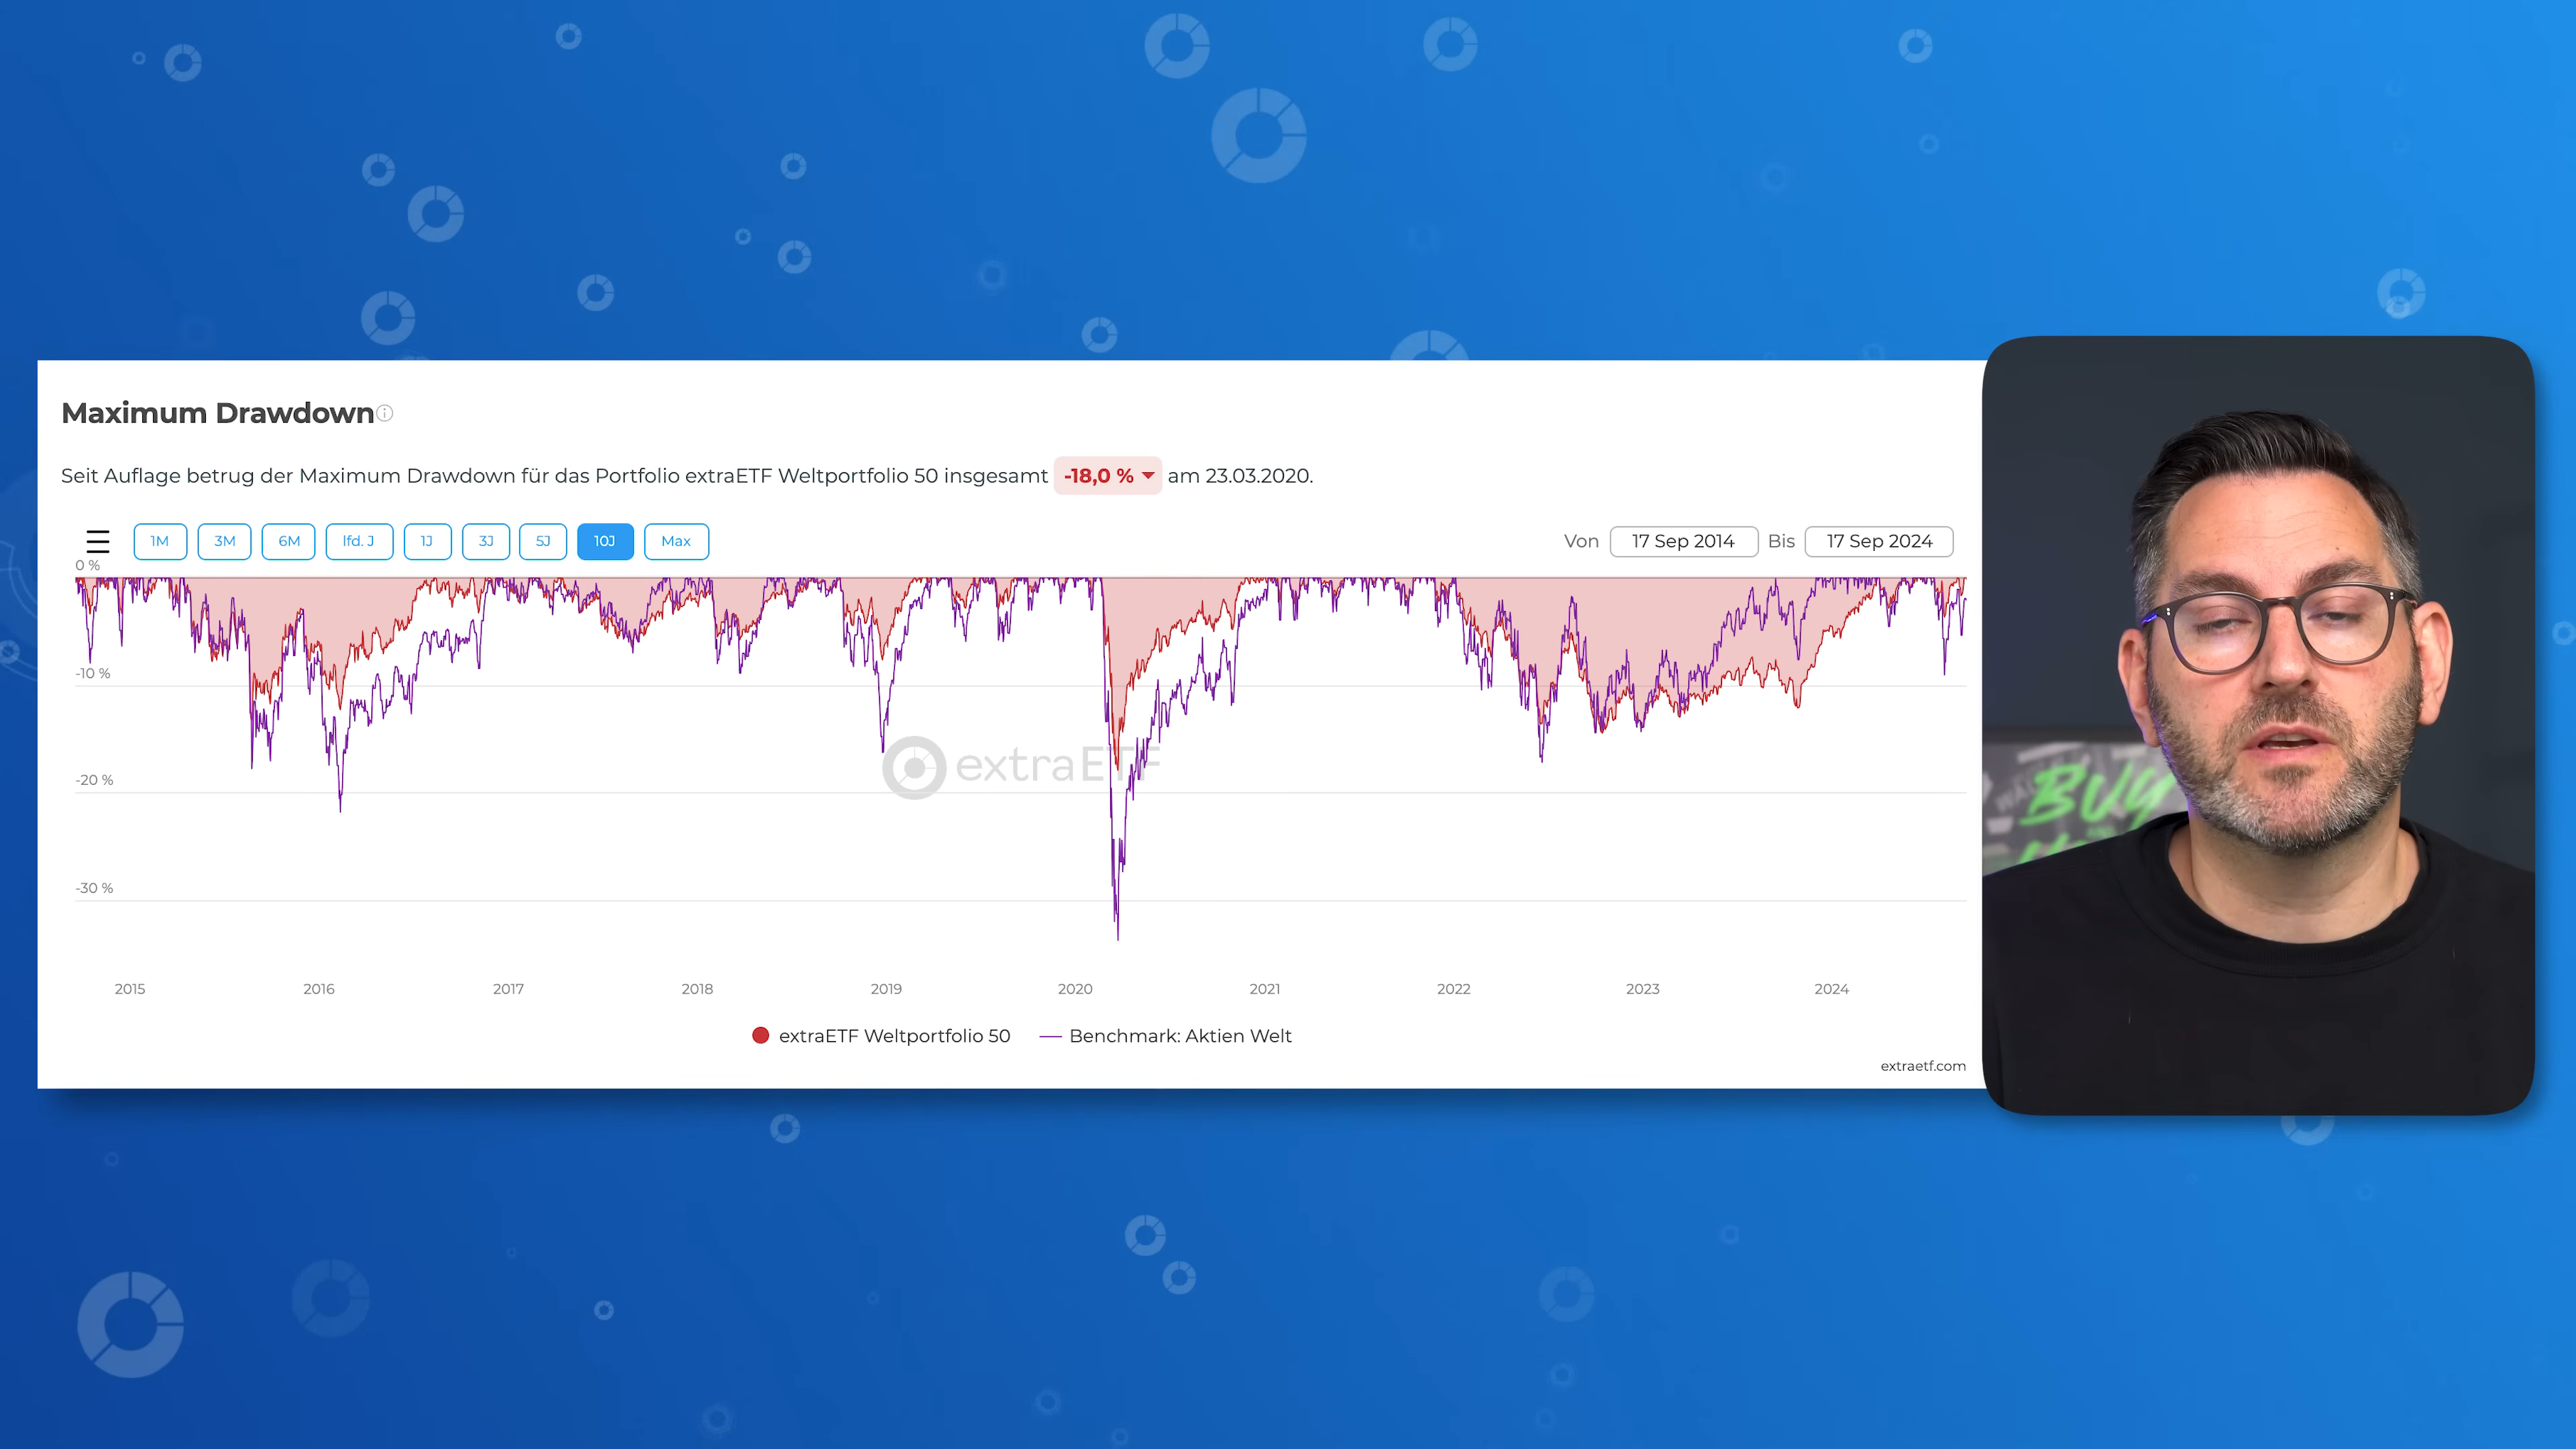 Maximum Drawdown
Seit Auflage betrug der Maximum Drawdown für das Portfolio extraETF Weltportfolio 50 insgesamt -18,0 % am 23.03.2020.
1M 3M 6M lfd. J 1J 3J 5J 10J Max Von 17 Sep 2014 Bis 17 Sep 2024
0 %
-10 %
extraETF
-20 %
-30 %
2015 2016 2017 2018 2019 2020 2021 2022 2023 2024
extraETF Weltportfolio 50 Benchmark: Aktien Welt
extraetf.com
BUY